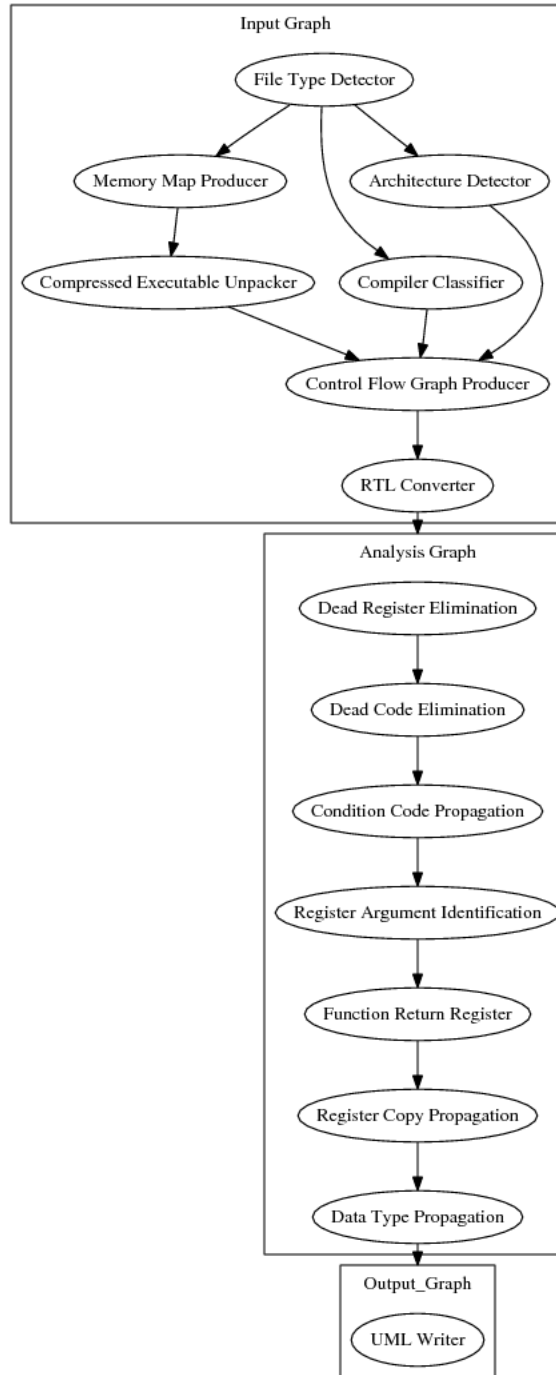 Input Graph
File Type Detector
Memory Map Producer
Architecture Detector
Compressed Executable Unpacker
Compiler Classifier
Control Flow Graph Producer
RTL Converter
Analysis Graph
Dead Register Elimination
Dead Code Elimination
Condition Code Propagation
Register Argument Identification
Function Return Register
Register Copy Propagation
Data Type Propagation
Output_Graph
UML Writer